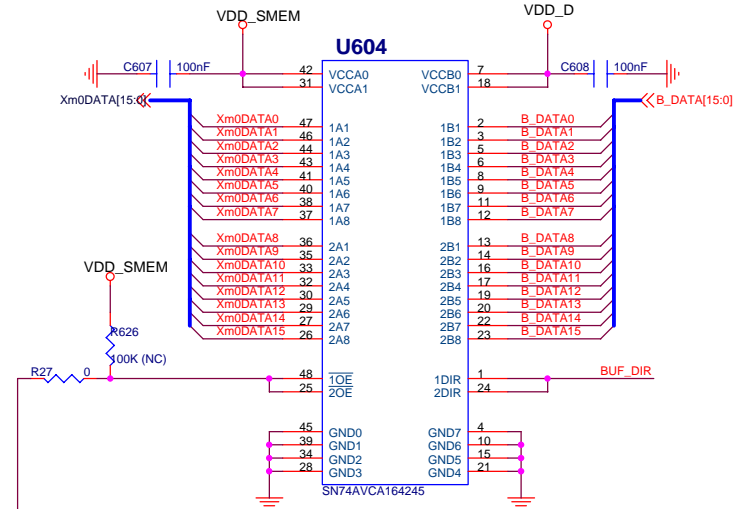 VDD_SMEM
VDD_D
U604
C607 100nF
42 VCCA0 VCCB0 7
31 VCCA1 VCCB1 18
C608 100nF
Xm0DATA[15:0]
B_DATA[15:0]
Xm0DATA0 47 1A1 1B1 2 B_DATA0
Xm0DATA1 46 1A2 1B2 3 B_DATA1
Xm0DATA2 44 1A3 1B3 5 B_DATA2
Xm0DATA3 43 1A4 1B4 6 B_DATA3
Xm0DATA4 41 1A5 1B5 8 B_DATA4
Xm0DATA5 40 1A6 1B6 9 B_DATA5
Xm0DATA6 38 1A7 1B7 11 B_DATA6
Xm0DATA7 37 1A8 1B8 12 B_DATA7
Xm0DATA8 36 2A1 2B1 13 B_DATA8
Xm0DATA9 35 2A2 2B2 14 B_DATA9
Xm0DATA10 33 2A3 2B3 16 B_DATA10
Xm0DATA11 32 2A4 2B4 17 B_DATA11
Xm0DATA12 30 2A5 2B5 19 B_DATA12
Xm0DATA13 29 2A6 2B6 20 B_DATA13
Xm0DATA14 27 2A7 2B7 22 B_DATA14
Xm0DATA15 26 2A8 2B8 23 B_DATA15
VDD_SMEM
R626
100K (NC)
R27 0
48 1OE 1DIR 1 BUF_DIR
25 2OE 2DIR 24
45 GND0 GND7 4
39 GND1 GND6 10
34 GND2 GND5 15
28 GND3 GND4 21
SN74AVCA164245